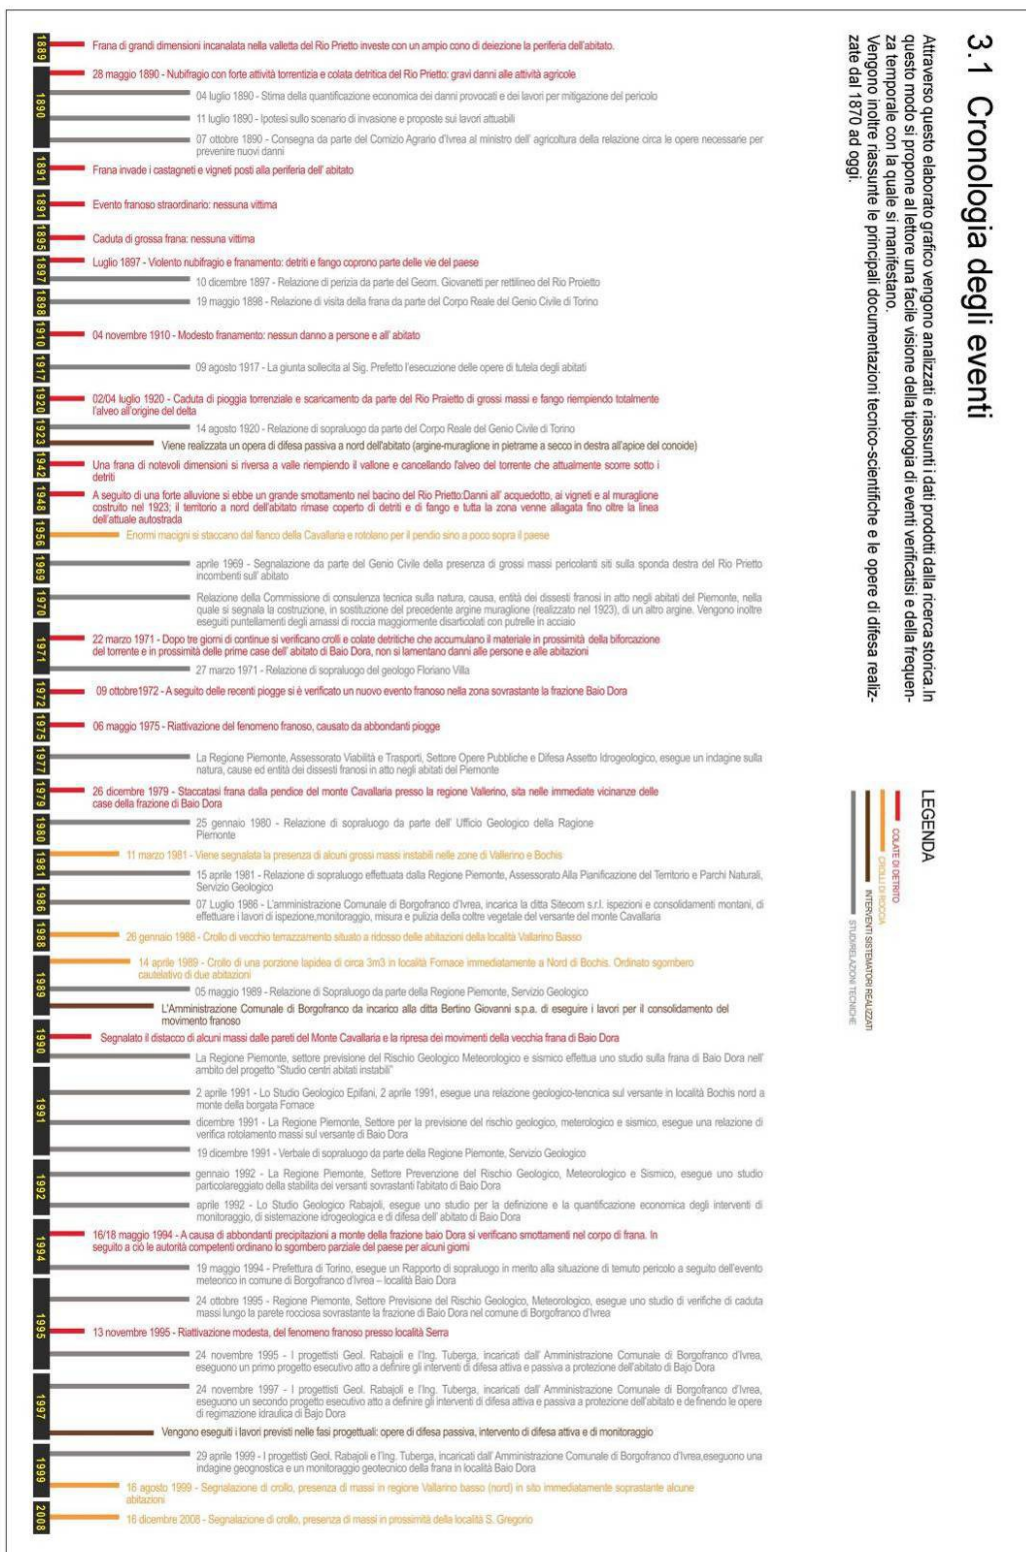 3.1 Cronologia degli eventi
Attraverso questo elaborato grafico vengono analizzati e riassunti i dati prodotti dalla ricerca storica.In
questo modo si propone al lettore una facile visione della tipologia di eventi verificatisi e della frequen-
za temporale con la quale si manifestano.
Vengono inoltre riassunte le principali documentazioni tecnico-scientifiche e le opere di difesa realiz-
zate dal 1870 ad oggi.
LEGENDA
COLATE DI DETRITO
CROLLI DI ROCCIA
INTERVENTI SISTEMATORI REALIZZATI
STUDI/RELAZIONI TECNICHE
1889
Frana di grandi dimensioni incanalata nella valletta del Rio Prietto investe con un ampio cono di deiezione la periferia dell'abitato.
1890
28 maggio 1890 - Nubifragio con forte attività torrentizia e colata detritica del Rio Prietto: gravi danni alle attività agricole
04 luglio 1890 - Stima della quantificazione economica dei danni provocati e dei lavori per mitigazione del pericolo
11 luglio 1890 - Ipotesi sullo scenario di invasione e proposte sui lavori attuabili
07 ottobre 1890 - Consegna da parte del Comizio Agrario d'Ivrea al ministro dell' agricoltura della relazione circa le opere necessarie per
prevenire nuovi danni
1891
Frana invade i castagneti e vigneti posti alla periferia dell' abitato
1891
Evento franoso straordinario: nessuna vittima
1895
Caduta di grossa frana: nessuna vittima
1897
Luglio 1897 - Violento nubifragio e franamento: detriti e fango coprono parte delle vie del paese
10 dicembre 1897 - Relazione di perizia da parte del Geom. Giovanetti per rettilineo del Rio Proietto
1898
19 maggio 1898 - Relazione di visita della frana da parte del Corpo Reale del Genio Civile di Torino
1910
04 novembre 1910 - Modesto franamento: nessun danno a persone e all' abitato
1917
09 agosto 1917 - La giunta sollecita al Sig. Prefetto l'esecuzione delle opere di tutela degli abitati
1920
02/04 luglio 1920 - Caduta di pioggia torrenziale e scaricamento da parte del Rio Praietto di grossi massi e fango riempiendo totalmente
l'alveo all'origine del delta
14 agosto 1920 - Relazione di sopraluogo da parte del Corpo Reale del Genio Civile di Torino
1923
Viene realizzata un opera di difesa passiva a nord dell'abitato (argine-muraglione in pietrame a secco in destra all'apice del conoide)
1942
Una frana di notevoli dimensioni si riversa a valle riempiendo il vallone e cancellando l'alveo del torrente che attualmente scorre sotto i
detriti
1948
A seguito di una forte alluvione si ebbe un grande smottamento nel bacino del Rio Prietto:Danni all' acquedotto, ai vigneti e al muraglione
costruito nel 1923; il territorio a nord dell'abitato rimase coperto di detriti e di fango e tutta la zona venne allagata fino oltre la linea
dell'attuale autostrada
1956
Enormi macigni si staccano dal fianco della Cavallaria e rotolano per il pendio sino a poco sopra il paese
1969
aprile 1969 - Segnalazione da parte del Genio Civile della presenza di grossi massi pericolanti siti sulla sponda destra del Rio Prietto
incombenti sull' abitato
1970
Relazione della Commissione di consulenza tecnica sulla natura, causa, entità dei dissesti franosi in atto negli abitati del Piemonte, nella
quale si segnala la costruzione, in sostituzione del precedente argine muraglione (realizzato nel 1923), di un altro argine. Vengono inoltre
eseguiti puntellamenti degli amassi di roccia maggiormente disarticolati con putrelle in acciaio
1971
22 marzo 1971 - Dopo tre giorni di continue si verificano crolli e colate detritiche che accumulano il materiale in prossimità della biforcazione
del torrente e in prossimità delle prime case dell' abitato di Baio Dora, non si lamentano danni alle persone e alle abitazioni
27 marzo 1971 - Relazione di sopraluogo del geologo Floriano Villa
1972
09 ottobre1972 - A seguito delle recenti piogge si è verificato un nuovo evento franoso nella zona sovrastante la frazione Baio Dora
1975
06 maggio 1975 - Riattivazione del fenomeno franoso, causato da abbondanti piogge
1977
La Regione Piemonte, Assessorato Viabilità e Trasporti, Settore Opere Pubbliche e Difesa Assetto Idrogeologico, esegue un indagine sulla
natura, cause ed entità dei dissesti franosi in atto negli abitati del Piemonte
1979
26 dicembre 1979 - Staccatasi frana dalla pendice del monte Cavallaria presso la regione Vallerino, sita nelle immediate vicinanze delle
case della frazione di Baio Dora
1980
25 gennaio 1980 - Relazione di sopraluogo da parte dell' Ufficio Geologico della Ragione
Piemonte
1981
11 marzo 1981 - Viene segnalata la presenza di alcuni grossi massi instabili nelle zone di Vallerino e Bochis
15 aprile 1981 - Relazione di sopraluogo effettuata dalla Regione Piemonte, Assessorato Alla Pianificazione del Territorio e Parchi Naturali,
Servizio Geologico
1986
07 Luglio 1986 - L'amministrazione Comunale di Borgofranco d'Ivrea, incarica la ditta Sitecom s.r.l. ispezioni e consolidamenti montani, di
effettuare i lavori di ispezione,monitoraggio, misura e pulizia della coltre vegetale del versante del monte Cavallaria
1988
26 gennaio 1988 - Crollo di vecchio terrazzamento situato a ridosso delle abitazioni della località Vallarino Basso
1989
14 aprile 1989 - Crollo di una porzione lapidea di circa 3m3 in località Fornace immediatamente a Nord di Bochis. Ordinato sgombero
cautelativo di due abitazioni
05 maggio 1989 - Relazione di Sopraluogo da parte della Regione Piemonte, Servizio Geologico
L'Amministrazione Comunale di Borgofranco da incarico alla ditta Bertino Giovanni s.p.a. di eseguire i lavori per il consolidamento del
movimento franoso
1990
Segnalato il distacco di alcuni massi dalle pareti del Monte Cavallaria e la ripresa dei movimenti della vecchia frana di Baio Dora
La Regione Piemonte, settore previsione del Rischio Geologico Meteorologico e sismico effettua uno studio sulla frana di Baio Dora nell'
ambito del progetto "Studio centri abitati instabili"
1991
2 aprile 1991 - Lo Studio Geologico Epifani, 2 aprile 1991, esegue una relazione geologico-tencnica sul versante in località Bochis nord a
monte della borgata Fornace
dicembre 1991 - La Regione Piemonte, Settore per la previsione del rischio geologico, meterologico e sismico, esegue una relazione di
verifica rotolamento massi sul versante di Baio Dora
19 dicembre 1991 - Verbale di sopraluogo da parte della Regione Piemonte, Servizio Geologico
1992
gennaio 1992 - La Regione Piemonte, Settore Prevenzione del Rischio Geologico, Meteorologico e Sismico, esegue uno studio
particolareggiato della stabilita dei versanti sovrastanti l'abitato di Baio Dora
aprile 1992 - Lo Studio Geologico Rabajoli, esegue uno studio per la definizione e la quantificazione economica degli interventi di
monitoraggio, di sistemazione idrogeologica e di difesa dell' abitato di Baio Dora
1994
16/18 maggio 1994 - A causa di abbondanti precipitazioni a monte della frazione baio Dora si verificano smottamenti nel corpo di frana. In
seguito a ciò le autorità competenti ordinano lo sgombero parziale del paese per alcuni giorni
19 maggio 1994 - Prefettura di Torino, esegue un Rapporto di sopraluogo in merito alla situazione di temuto pericolo a seguito dell'evento
meteorico in comune di Borgofranco d'Ivrea – località Baio Dora
1995
24 ottobre 1995 - Regione Piemonte, Settore Previsione del Rischio Geologico, Meteorologico, esegue uno studio di verifiche di caduta
massi lungo la parete rocciosa sovrastante la frazione di Baio Dora nel comune di Borgofranco d'Ivrea
13 novembre 1995 - Riattivazione modesta, del fenomeno franoso presso località Serra
24 novembre 1995 - I progettisti Geol. Rabajoli e l'Ing. Tuberga, incaricati dall' Amministrazione Comunale di Borgofranco d'Ivrea,
eseguono un primo progetto esecutivo atto a definire gli interventi di difesa attiva e passiva a protezione dell'abitato di Bajo Dora
1997
24 novembre 1997 - I progettisti Geol. Rabajoli e l'Ing. Tuberga, incaricati dall' Amministrazione Comunale di Borgofranco d'Ivrea,
eseguono un secondo progetto esecutivo atto a definire gli interventi di difesa attiva e passiva a protezione dell'abitato e definendo le opere
di regimazione idraulica di Bajo Dora
Vengono eseguiti i lavori previsti nelle fasi progettuali: opere di difesa passiva, intervento di difesa attiva e di monitoraggio
1999
29 aprile 1999 - I progettisti Geol. Rabajoli e l'Ing. Tuberga, incaricati dall' Amministrazione Comunale di Borgofranco d'Ivrea,eseguono una
indagine geognostica e un monitoraggio geotecnico della frana in località Baio Dora
16 agosto 1999 - Segnalazione di crollo, presenza di massi in regione Vallarino basso (nord) in sito immediatamente soprastante alcune
abitazioni
2008
16 dicembre 2008 - Segnalazione di crollo, presenza di massi in prossimità della località S. Gregorio